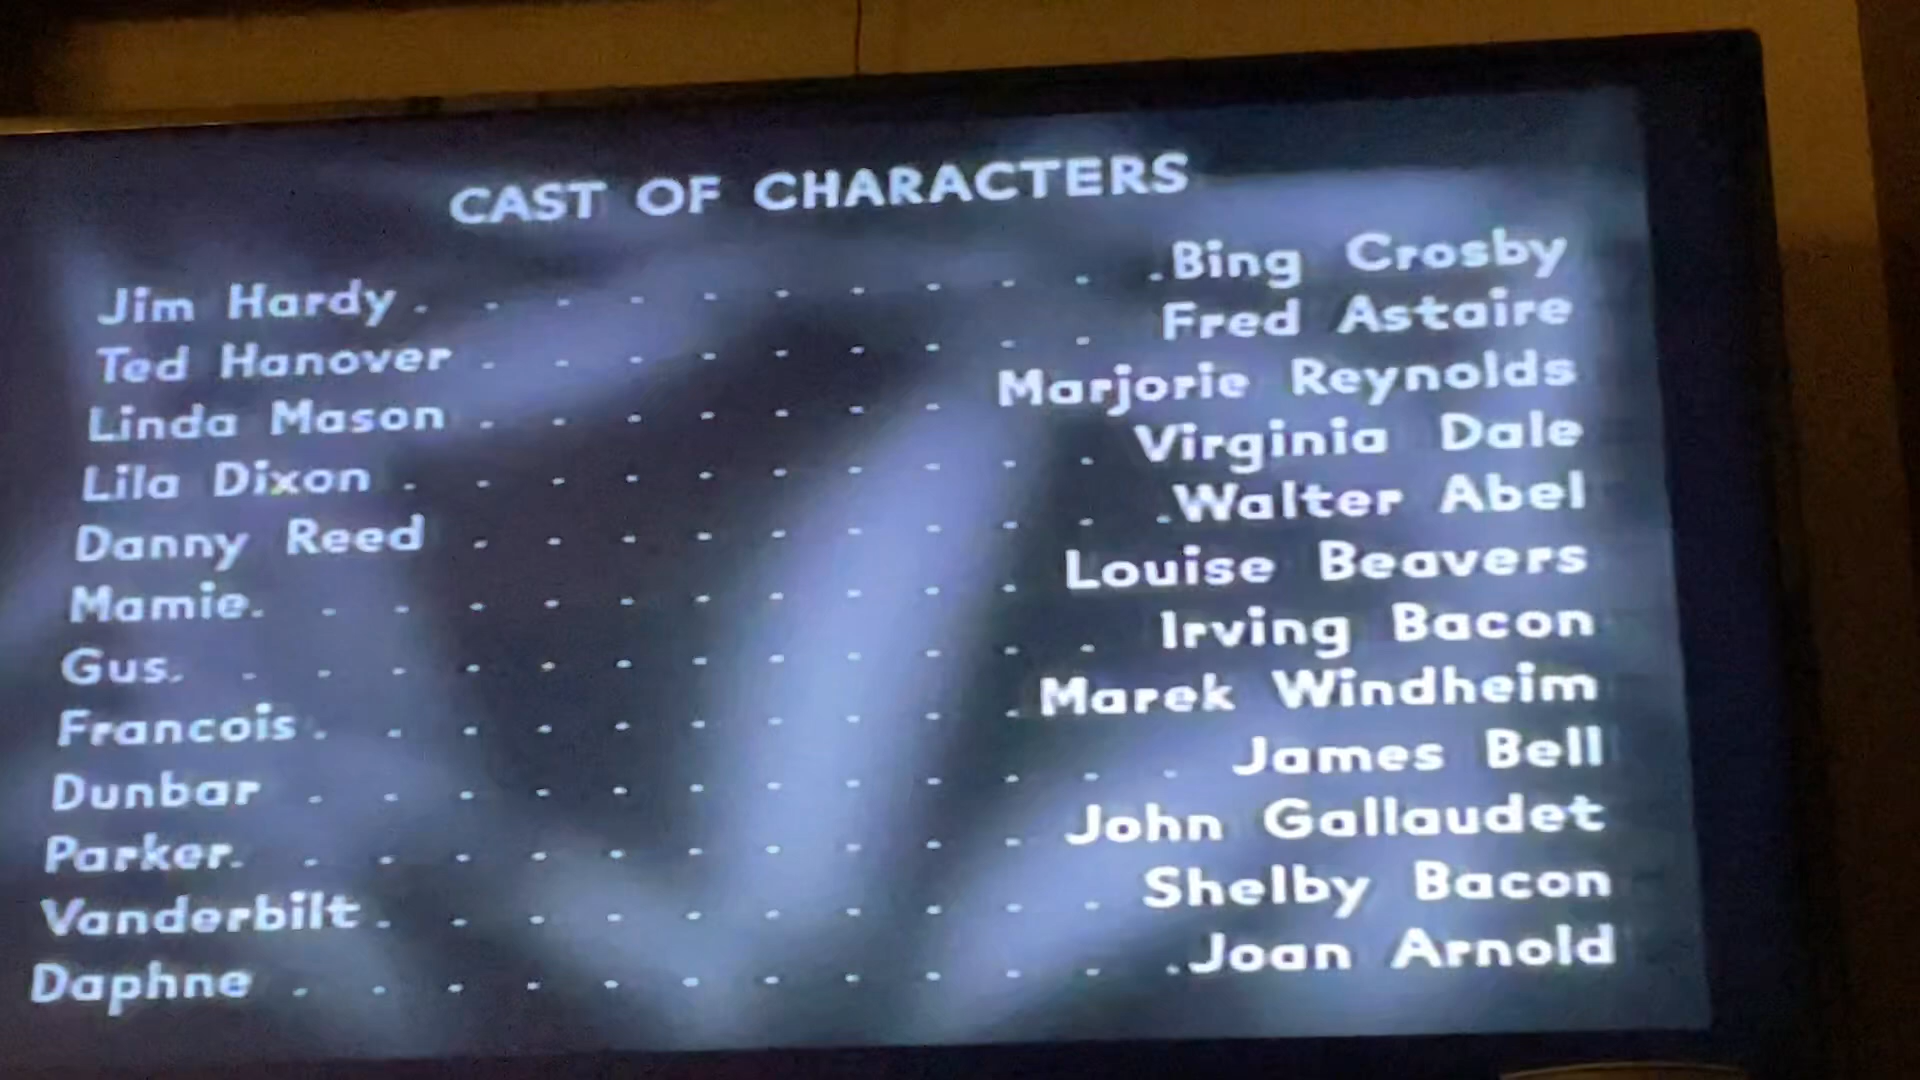 CAST OF CHARACTERS
Jim Hardy . . . . . . . . . . . Bing Crosby
Ted Hanover . . . . . . . . . Fred Astaire
Linda Mason . . . . . . . Marjorie Reynolds
Lila Dixon . . . . . . . . . . Virginia Dale
Danny Reed . . . . . . . . . . Walter Abel
Mamie. . . . . . . . . . . Louise Beavers
Gus. . . . . . . . . . . . . Irving Bacon
Francois . . . . . . . . . . Marek Windheim
Dunbar . . . . . . . . . . . . James Bell
Parker. . . . . . . . . . . John Gallaudet
Vanderbilt . . . . . . . . . . Shelby Bacon
Daphne . . . . . . . . . . . . Joan Arnold